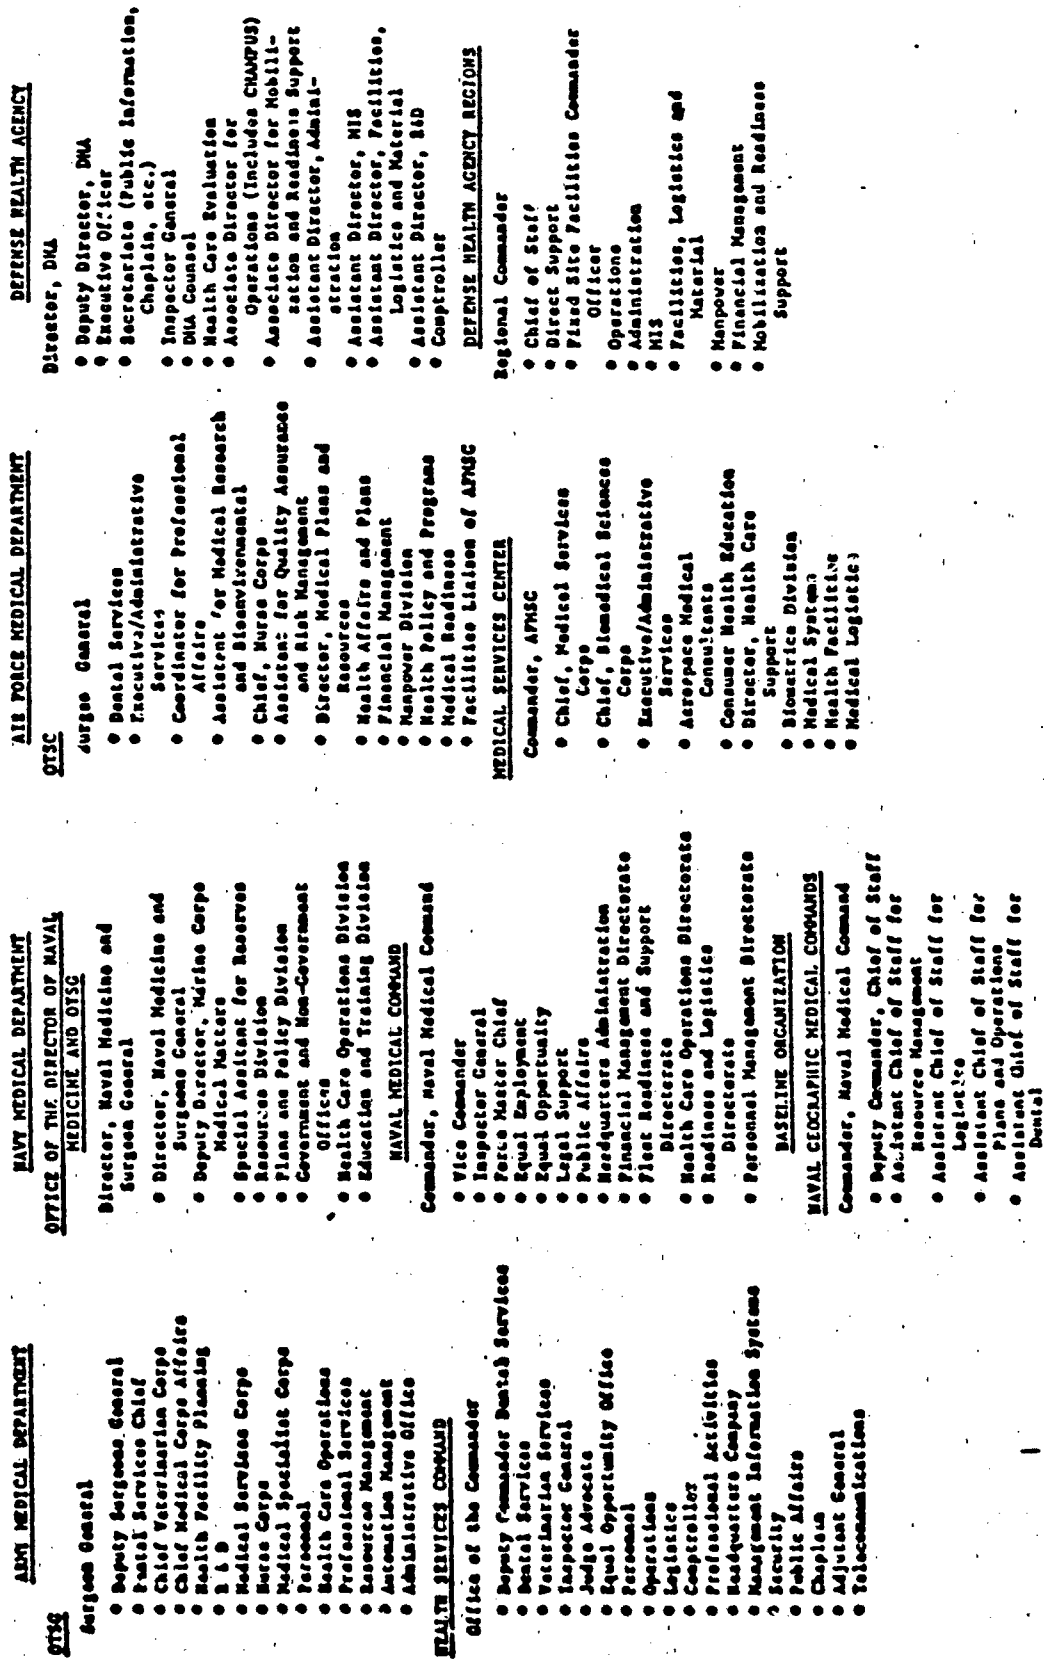 ARMY MEDICAL DEPARTMENT
OTSG
Surgeon General
● Deputy Surgeons General
● Dental Services Chief
● Chief Veterinarian Corps
● Chief Medical Corps Affairs
● Health Facility Planning
● R & D
● Medical Services Corps
● Nurse Corps
● Medical Specialist Corps
● Personnel
● Health Care Operations
● Professional Services
● Resources Management
● Automation Management
● Administrative Office
HEALTH SERVICES COMMAND
Office of the Commander
● Deputy Commander Dental Services
● Dental Services
● Veterinarian Services
● Inspector General
● Judge Advocate
● Equal Opportunity Office
● Personnel
● Operations
● Logistics
● Comptrolor
● Professional Activities
● Headquarters Company
● Management Information Systems
● Security
● Public Affairs
● Chaplain
● Adjutant General
● Telecommunications
NAVY MEDICAL DEPARTMENT
OFFICE OF THE DIRECTOR OF NAVAL
MEDICINE AND OTSG
Director, Naval Medicine and
Surgeon General
● Director, Naval Medicine and
Surgeons General
● Deputy Director, Marine Corps
Medical Matters
● Special Assistant for Reserves
● Resources Division
● Plans and Policy Division
● Government and Non-Government
Offices
● Health Care Operations Division
● Education and Training Division
NAVAL MEDICAL COMMAND
Commander, Naval Medical Command
● Vice Commander
● Inspector General
● Force Master Chief
● Equal Employment
● Equal Opportunity
● Legal Support
● Public Affairs
● Headquarters Administration
● Financial Management Directorate
● Fleet Readiness and Support
Directorate
● Health Care Operations Directorate
● Readiness and Logistics
Directorate
● Personnel Management Directorate
BASELINE ORGANIZATION
NAVAL GEOGRAPHIC MEDICAL COMMANDS
Commander, Naval Medical Command
● Deputy Commander, Chief of Staff
● Assistant Chief of Staff for
Resource Management
● Assistant Chief of Staff for
Logistics
● Assistant Chief of Staff for
Plans and Operations
● Assistant Chief of Staff for
Dental
AIR FORCE MEDICAL DEPARTMENT
OTSG
Surgeo General
● Dental Services
● Executive/Administrative
Services
● Coordinator for Professional
Affairs
● Assistant for Medical Research
and Bioenvironmental
● Chief, Nurse Corps
● Assistant for Quality Assurance
and Risk Management
● Director, Medical Plans and
Resources
● Health Affairs and Plans
● Financial Management
● Manpower Division
● Health Policy and Programs
● Medical Readiness
● Facilities Liaison of AFMSC
MEDICAL SERVICES CENTER
Commander, AFMSC
● Chief, Medical Services
Corps
● Chief, Biomedical Sciences
Corps
● Executive/Administrative
Services
● Aerospace Medical
Consultants
● Consumer Health Education
● Director, Health Care
Support
● Biometrics Division
● Medical Systems
● Health Facilities
● Medical Logistics
DEFENSE HEALTH AGENCY
Director, DHA
● Deputy Director, DHA
● Executive Officer
● Secretariate (Public Information,
Chaplain, etc.)
● Inspector General
● DHA Counsel
● Health Care Evaluation
● Associate Director for
Operations (Includes CHAMPUS)
● Associate Director for Mobili-
zation and Readiness Support
● Assistant Director, Admini-
stration
● Assistant Director, MIS
● Assistant Director, Facilities,
Logistics and Material
● Assistant Director, R&D
● Comptroller
DEFENSE HEALTH AGENCY REGIONS
Regional Commander
● Chief of Staff
● Direct Support
● Fixed Site Facilities Commander
Officer
● Operations
● Administration
● MIS
● Facilities, Logistics and
Material
● Manpower
● Financial Management
● Mobilization and Readiness
Support